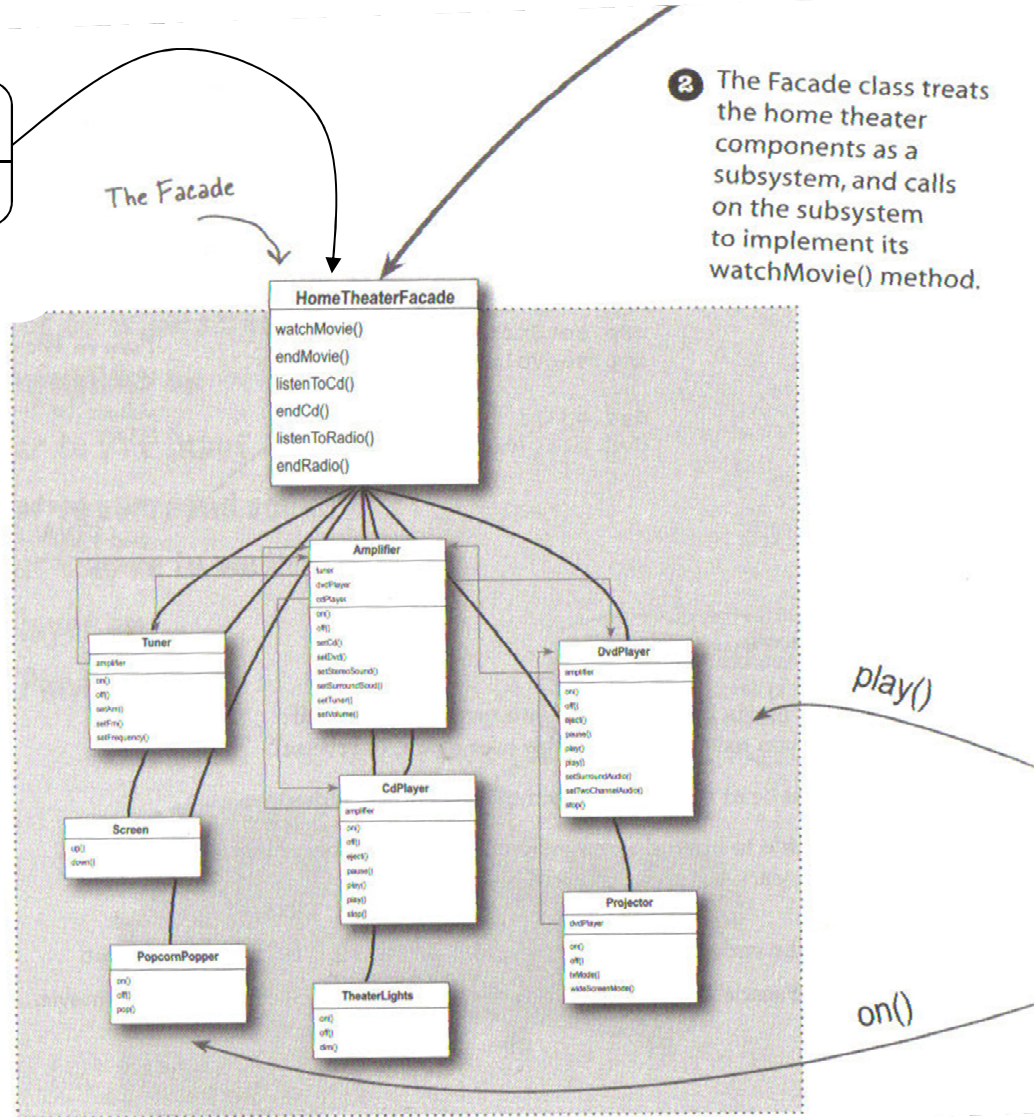 2 The Facade class treats
the home theater
components as a
subsystem, and calls
on the subsystem
to implement its
watchMovie() method.
The Facade
HomeTheaterFacade
watchMovie()
endMovie()
listenToCd()
endCd()
listenToRadio()
endRadio()
Amplifier
tuner
dvdPlayer
cdPlayer
on()
off()
setCd()
setDvd()
setStereoSound()
setSurroundSoud()
setTuner()
setVolume()
Tuner
amplifier
on()
off()
setAm()
setFm()
setFrequency()
DvdPlayer
amplifier
on()
off()
eject()
pause()
play()
play()
setSurroundAudio()
setTwoChannelAudio()
stop()
play()
Screen
up()
down()
CdPlayer
amplifier
on()
off()
eject()
pause()
play()
play()
stop()
Projector
dvdPlayer
on()
off()
tvMode()
wideScreenMode()
PopcornPopper
on()
off()
pop()
TheaterLights
on()
off()
dim()
on()